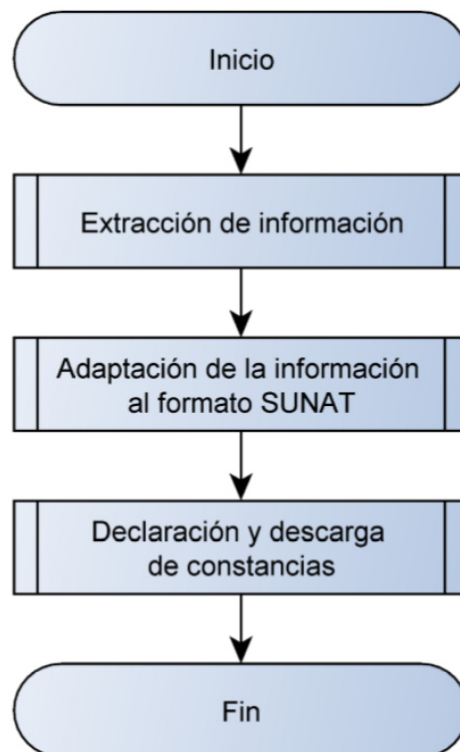 Inicio
Extracción de información
Adaptación de la información
al formato SUNAT
Declaración y descarga
de constancias
Fin